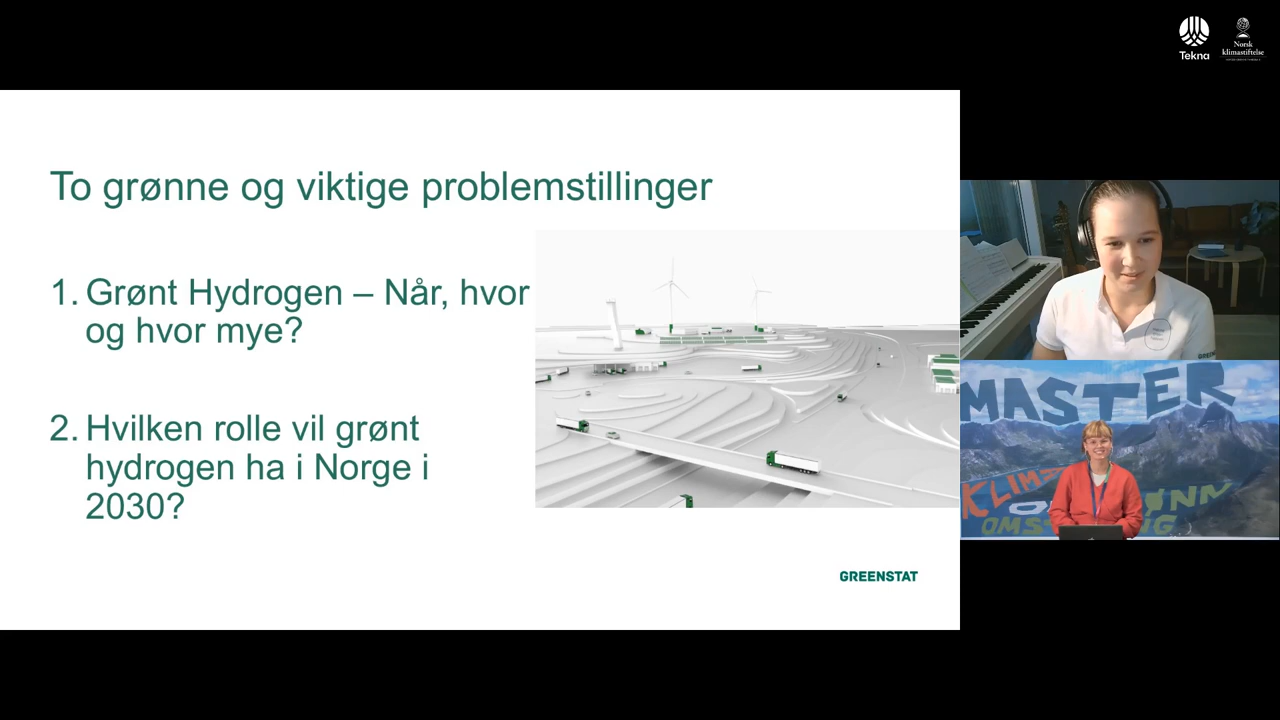 Tekna
Norsk
klimastiftelse
To grønne og viktige problemstillinger
1. Grønt Hydrogen – Når, hvor
og hvor mye?
2. Hvilken rolle vil grønt
hydrogen ha i Norge i
2030?
GREENSTAT
MASTER